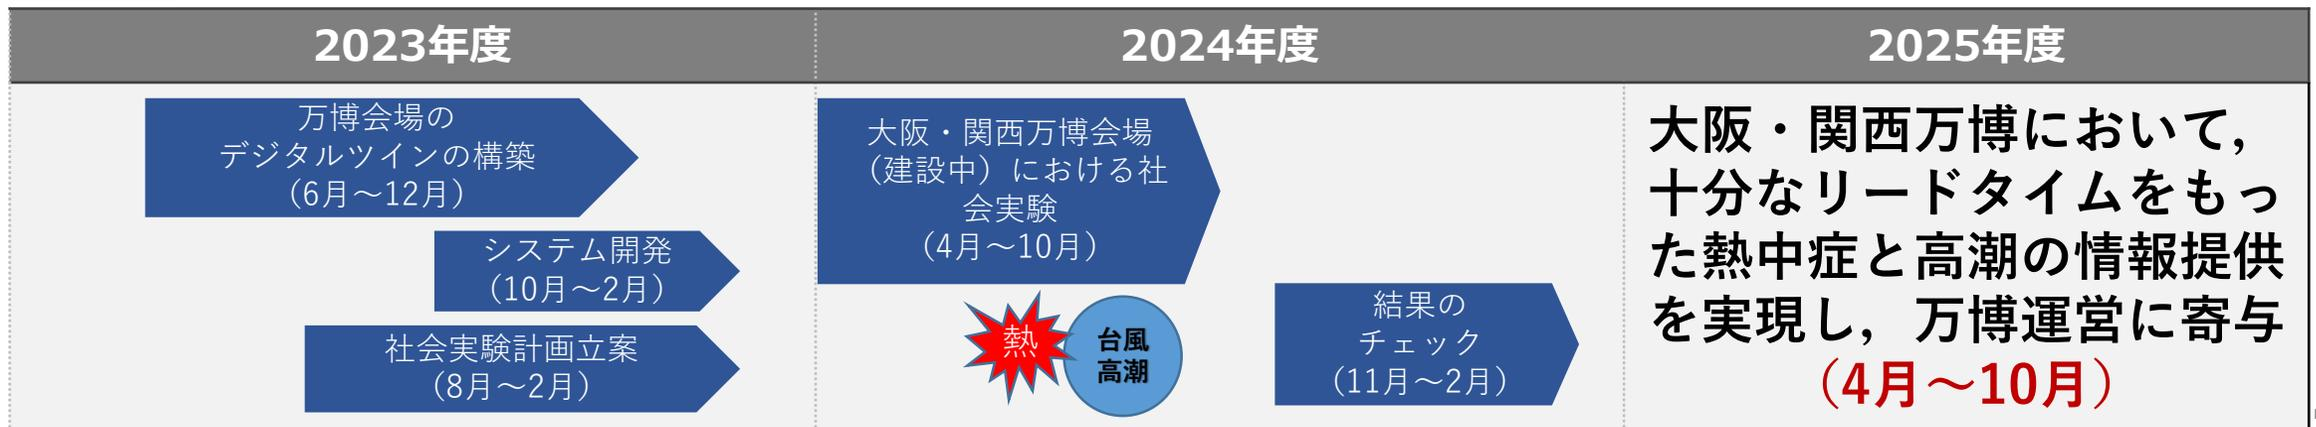 2023年度
2024年度
2025年度
万博会場の
デジタルツインの構築
（6月～12月）
システム開発
（10月～2月）
社会実験計画立案
（8月～2月）
大阪・関西万博会場
（建設中）における社
会実験
（4月～10月）
熱
台風
高潮
結果の
チェック
（11月～2月）
大阪・関西万博において，
十分なリードタイムをもっ
た熱中症と高潮の情報提供
を実現し，万博運営に寄与
（4月～10月）